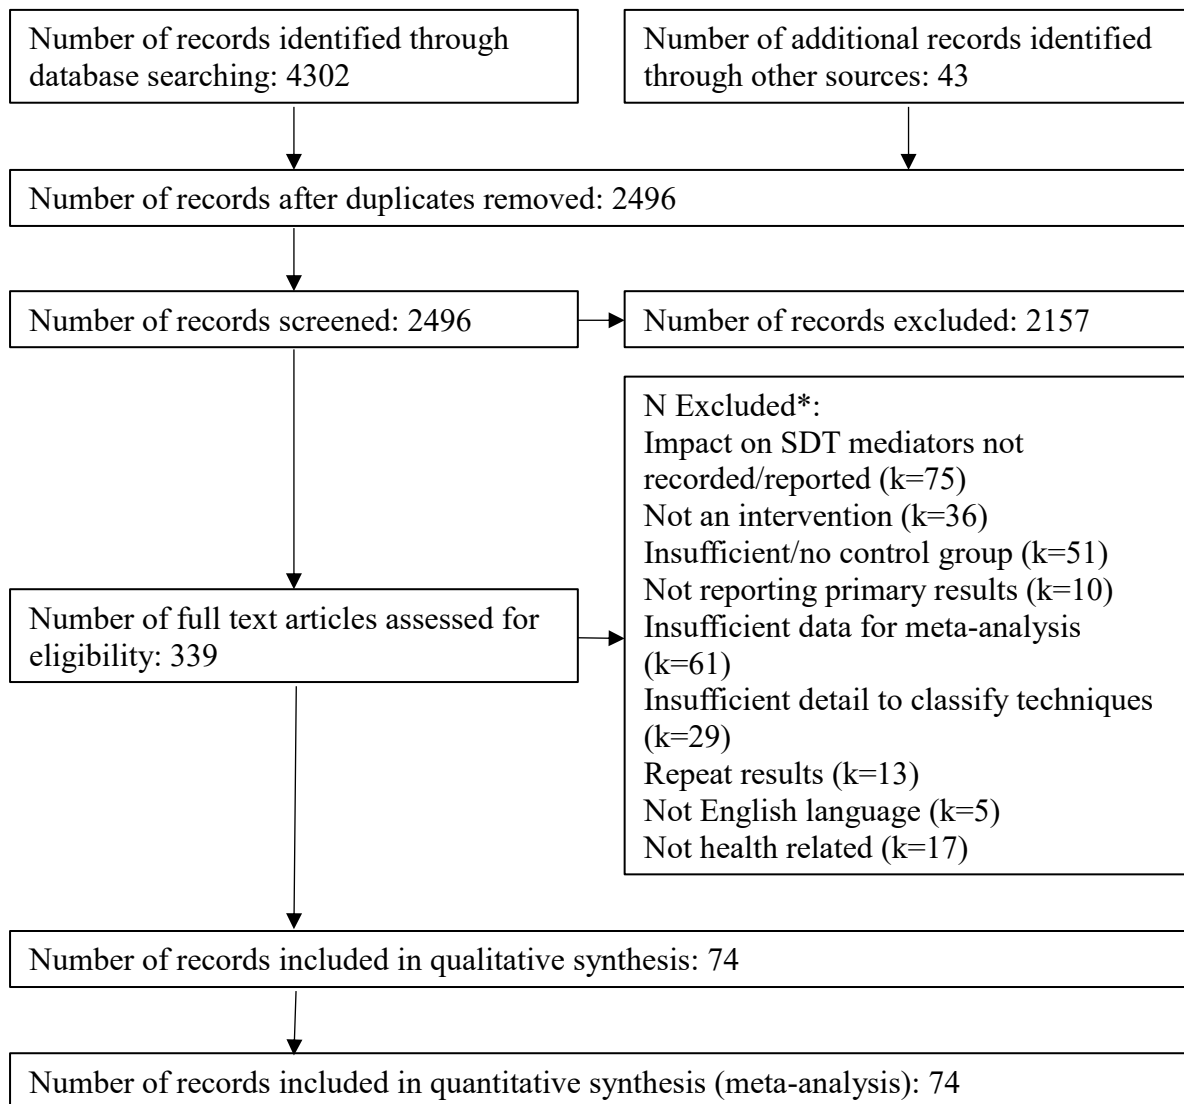 Number of records identified through
database searching: 4302
Number of additional records identified
through other sources: 43
Number of records after duplicates removed: 2496
Number of records screened: 2496
Number of records excluded: 2157
N Excluded*:
Impact on SDT mediators not
recorded/reported (k=75)
Not an intervention (k=36)
Insufficient/no control group (k=51)
Not reporting primary results (k=10)
Insufficient data for meta-analysis
(k=61)
Insufficient detail to classify techniques
(k=29)
Repeat results (k=13)
Not English language (k=5)
Not health related (k=17)
Number of full text articles assessed for
eligibility: 339
Number of records included in qualitative synthesis: 74
Number of records included in quantitative synthesis (meta-analysis): 74